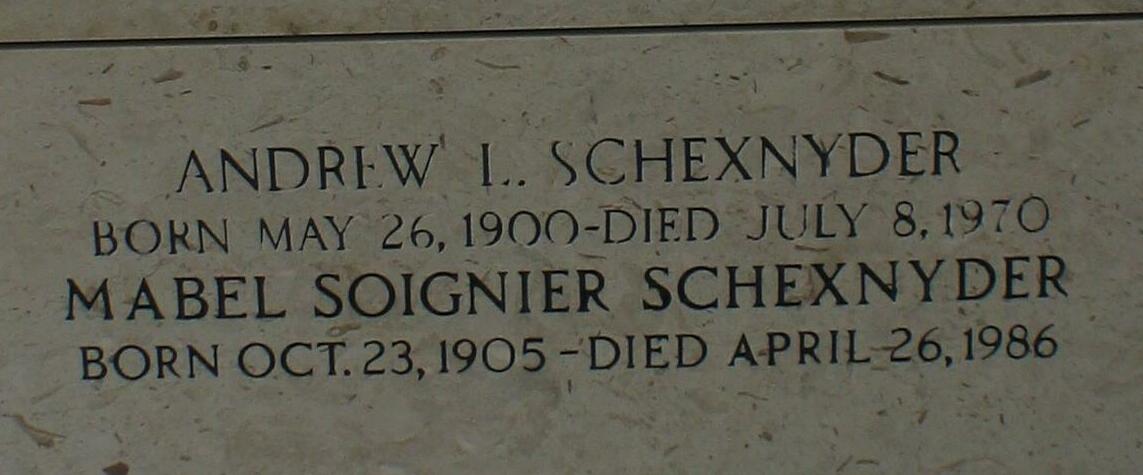 ANDREW L. SCHEXNYDER
BORN MAY 26, 1900-DIED JULY 8, 1970
MABEL SOIGNIER SCHEXNYDER
BORN OCT. 23, 1905-DIED APRIL 26, 1986